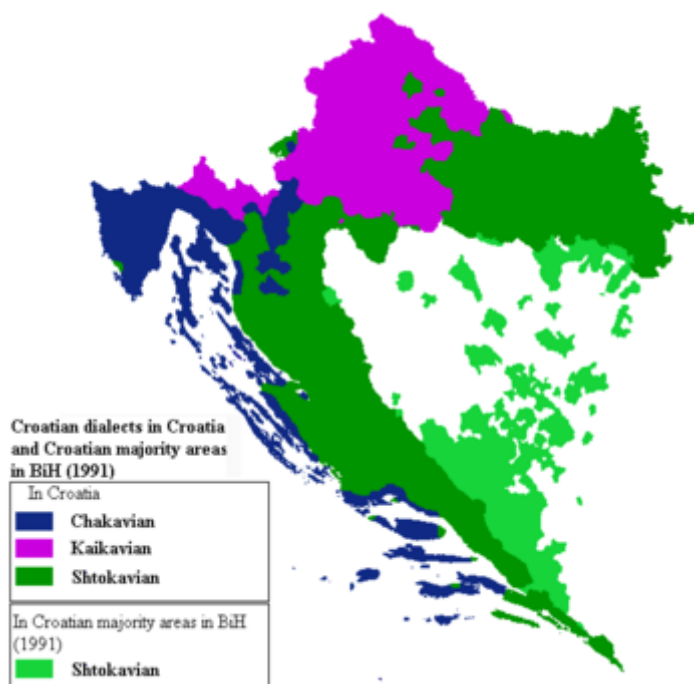 Croatian dialects in Croatia
and Croatian majority areas
in BiH (1991)
In Croatia
Chakavian
Kaikavian
Shtokavian
In Croatian majority areas in BiH
(1991)
Shtokavian